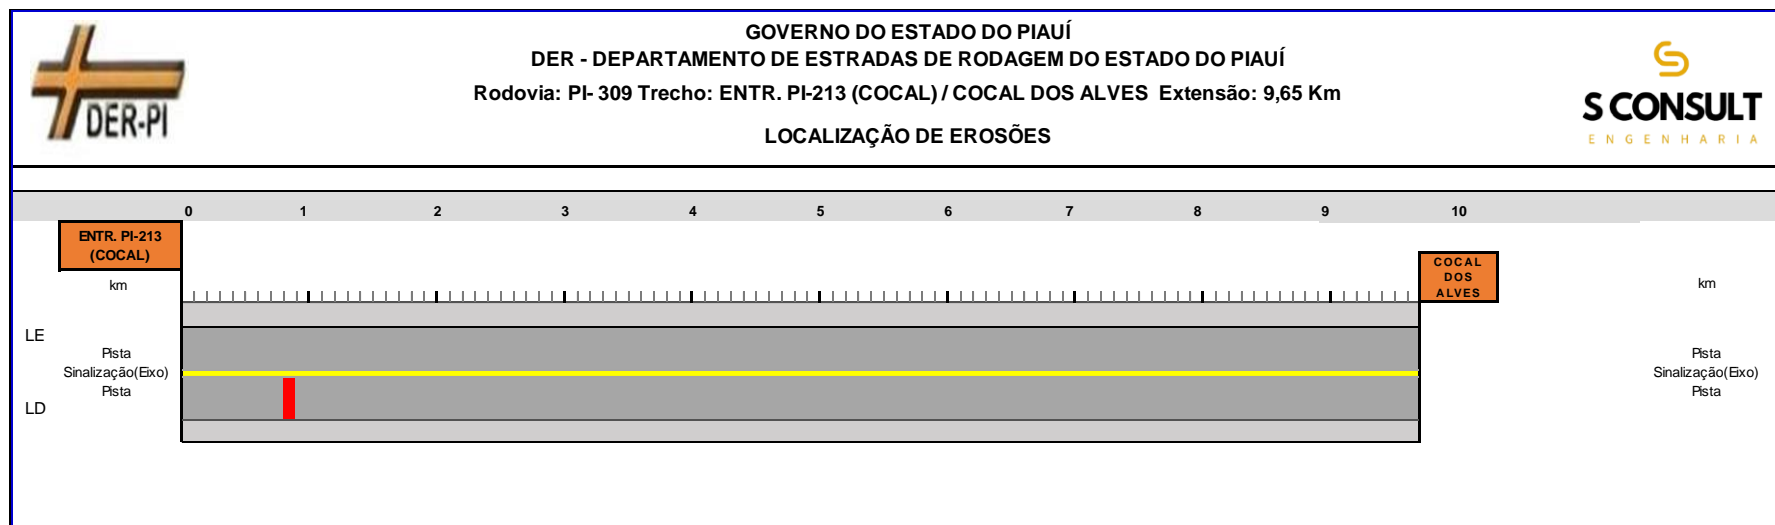 GOVERNO DO ESTADO DO PIAUÍ
DER - DEPARTAMENTO DE ESTRADAS DE RODAGEM DO ESTADO DO PIAUÍ
Rodovia: PI- 309 Trecho: ENTR. PI-213 (COCAL) / COCAL DOS ALVES Extensão: 9,65 Km
LOCALIZAÇÃO DE EROSÕES
DER-PI
S CONSULT
ENGENHARIA
0 1 2 3 4 5 6 7 8 9 10
ENTR. PI-213
(COCAL)
COCAL
DOS
ALVES
km km
LE
Pista Pista
Sinalização(Eixo) Sinalização(Eixo)
Pista Pista
LD